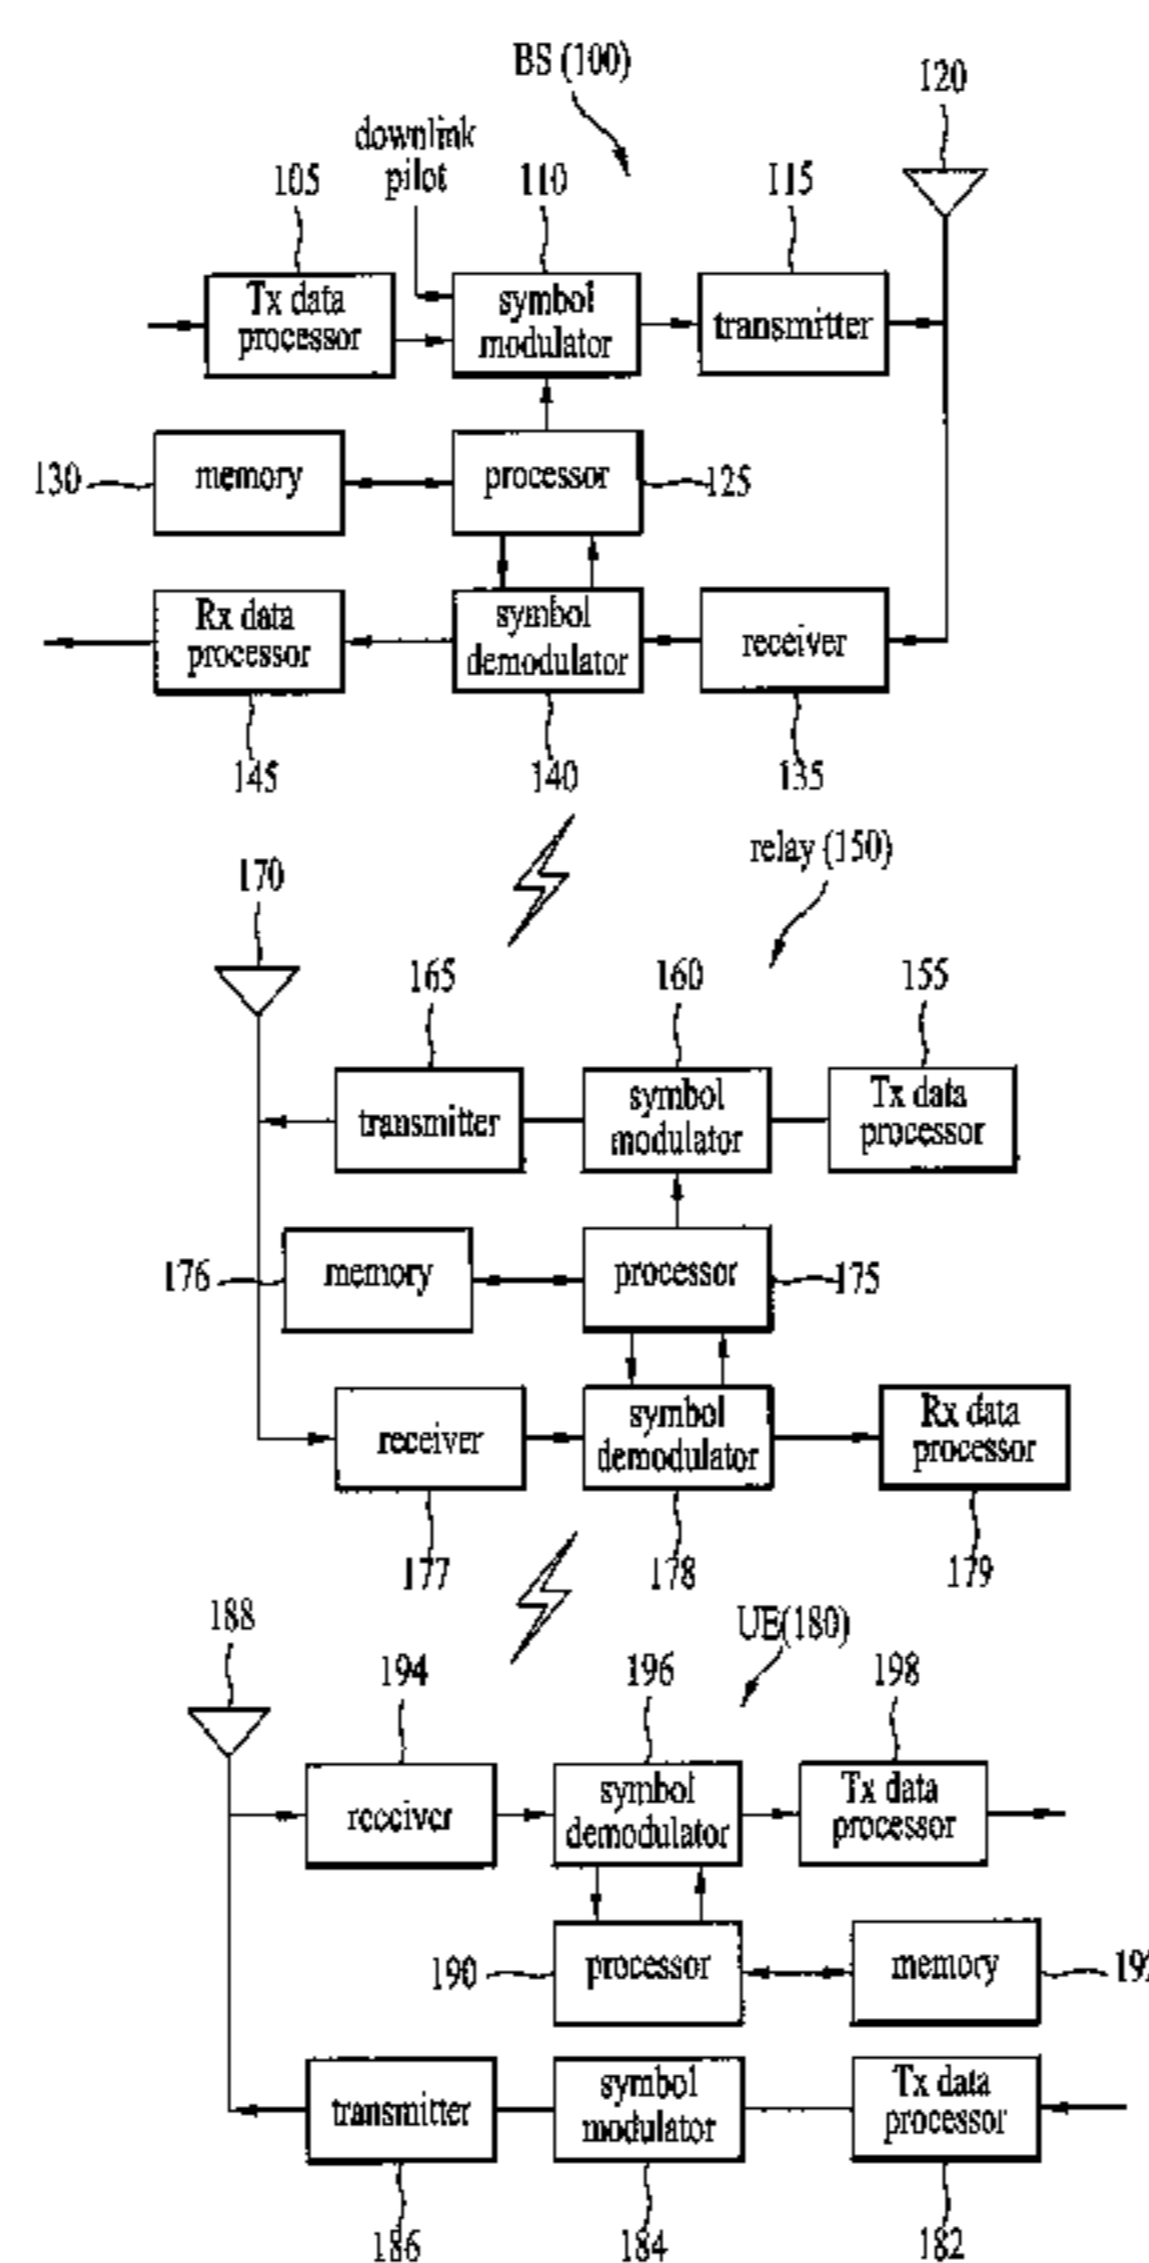 BS (100)
120
downlink
pilot
105
110
115
Tx data
processor
symbol
modulator
transmitter
130
memory
processor
125
Rx data
processor
symbol
demodulator
receiver
145
140
135
relay (150)
170
165
160
155
transmitter
symbol
modulator
Tx data
processor
176
memory
processor
175
receiver
symbol
demodulator
Rx data
processor
177
178
179
188
UE(180)
194
196
198
receiver
symbol
demodulator
Tx data
processor
190
processor
memory
transmitter
symbol
modulator
Tx data
processor
186
184
182